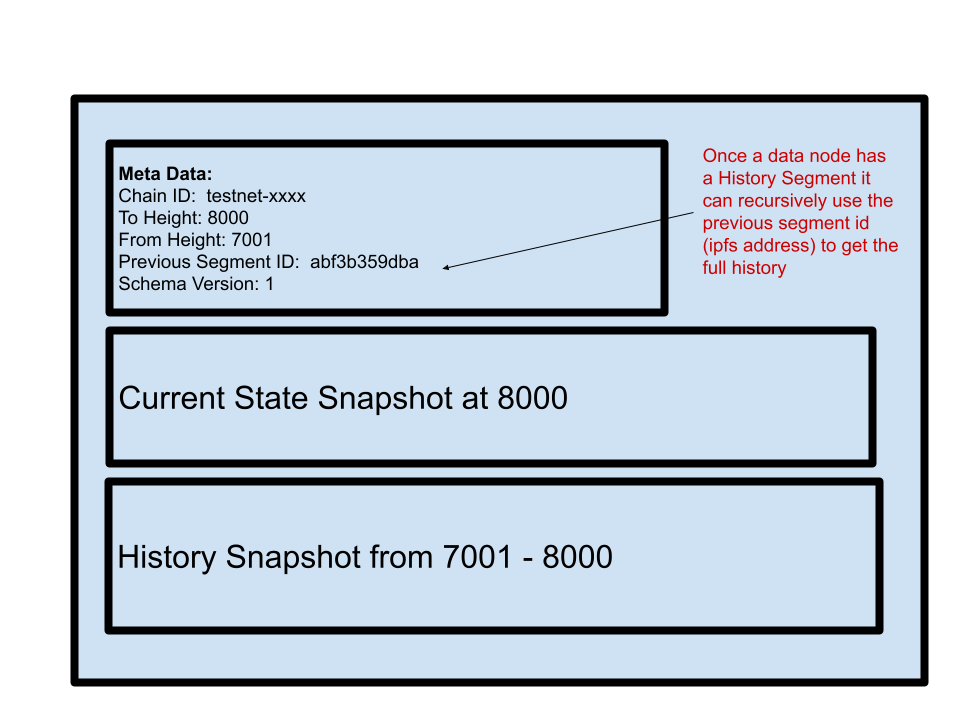 Meta Data:
Chain ID:  testnet-xxxx
To Height: 8000
From Height: 7001
Previous Segment ID:  abf3b359dba
Schema Version: 1
Once a data node has
a History Segment it
can recursively use the
previous segment id
(ipfs address) to get the
full history
Current State Snapshot at 8000
History Snapshot from 7001 - 8000